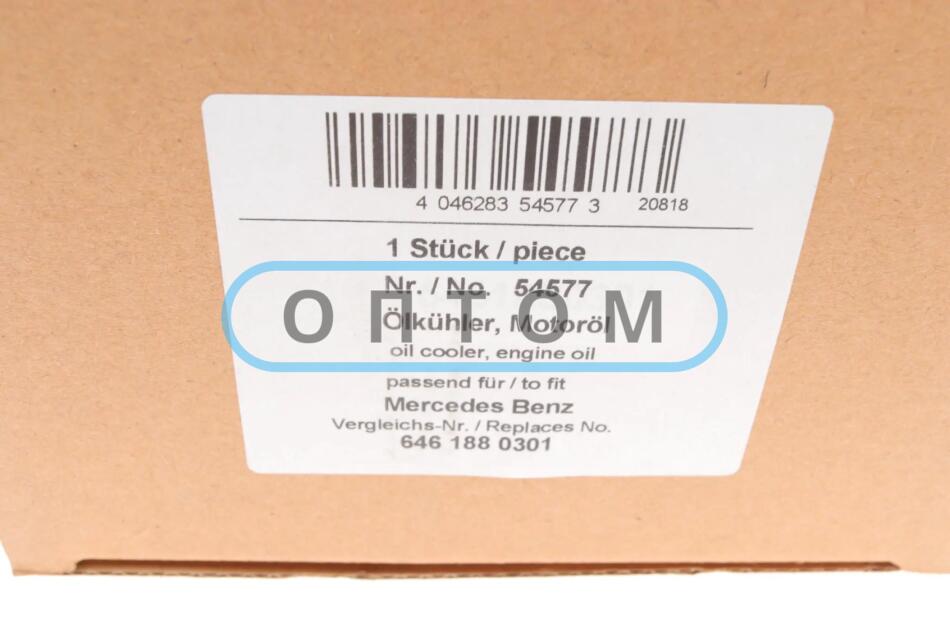 4 046283 54577 3 20818
1 Stück / piece
Nr. / No. 54577
ОПТОМ
Ölkühler, Motoröl
oil cooler, engine oil
passend für / to fit
Mercedes Benz
Vergleichs-Nr. / Replaces No.
646 188 0301